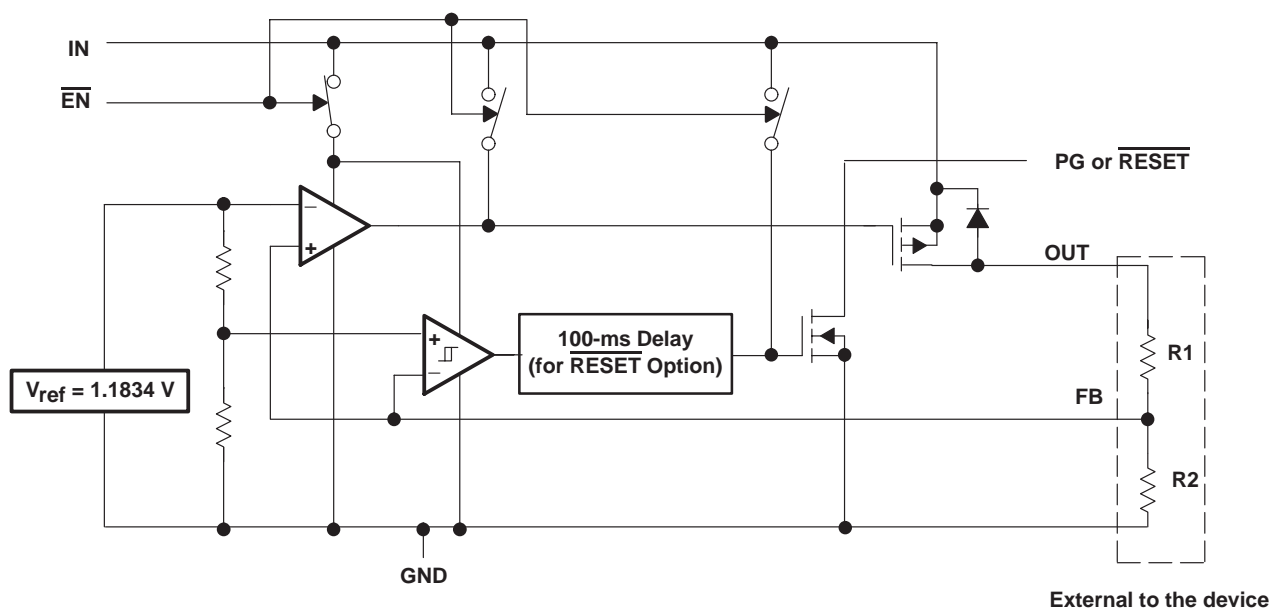 IN
EN
PG or RESET
−
+
OUT
+
−
100-ms Delay
(for RESET Option)
R1
Vref = 1.1834 V
FB
R2
GND
External to the device